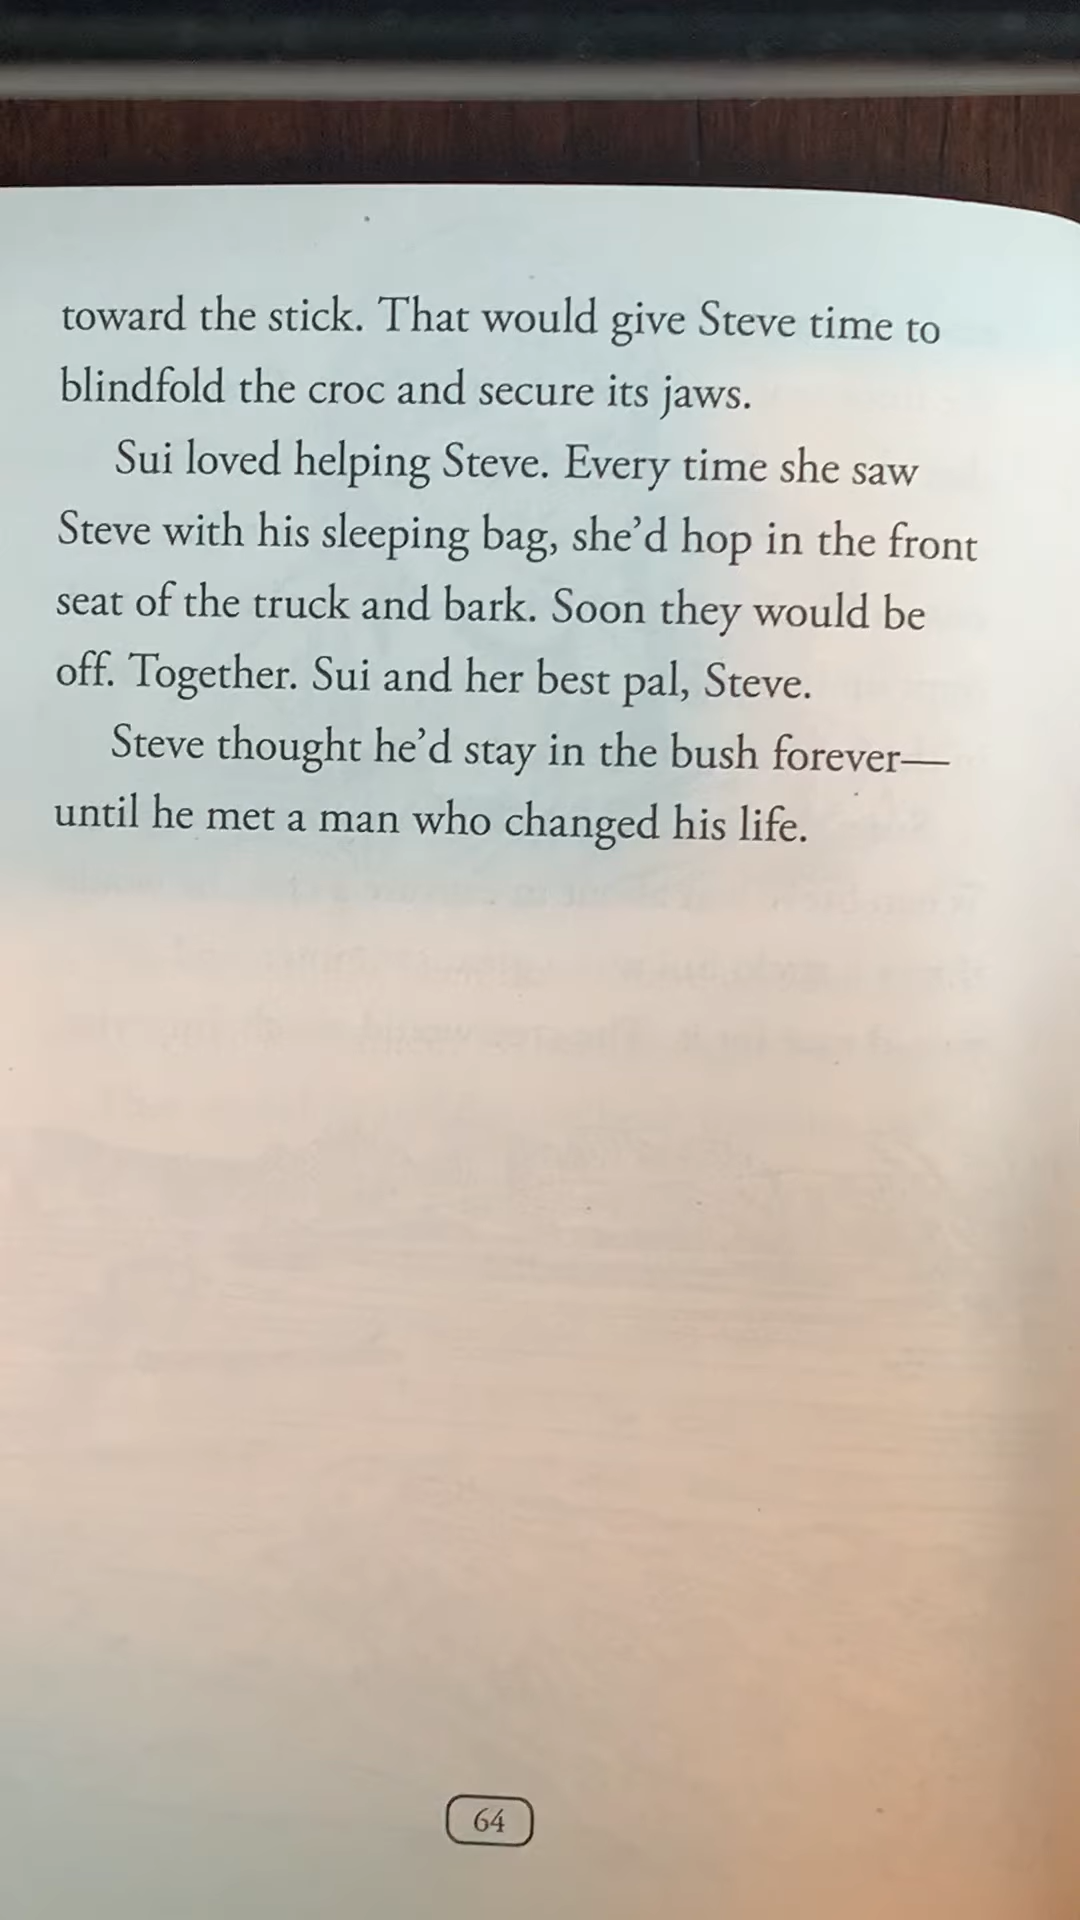 toward the stick. That would give Steve time to
blindfold the croc and secure its jaws.
Sui loved helping Steve. Every time she saw
Steve with his sleeping bag, she’d hop in the front
seat of the truck and bark. Soon they would be
off. Together. Sui and her best pal, Steve.
Steve thought he’d stay in the bush forever—
until he met a man who changed his life.
64